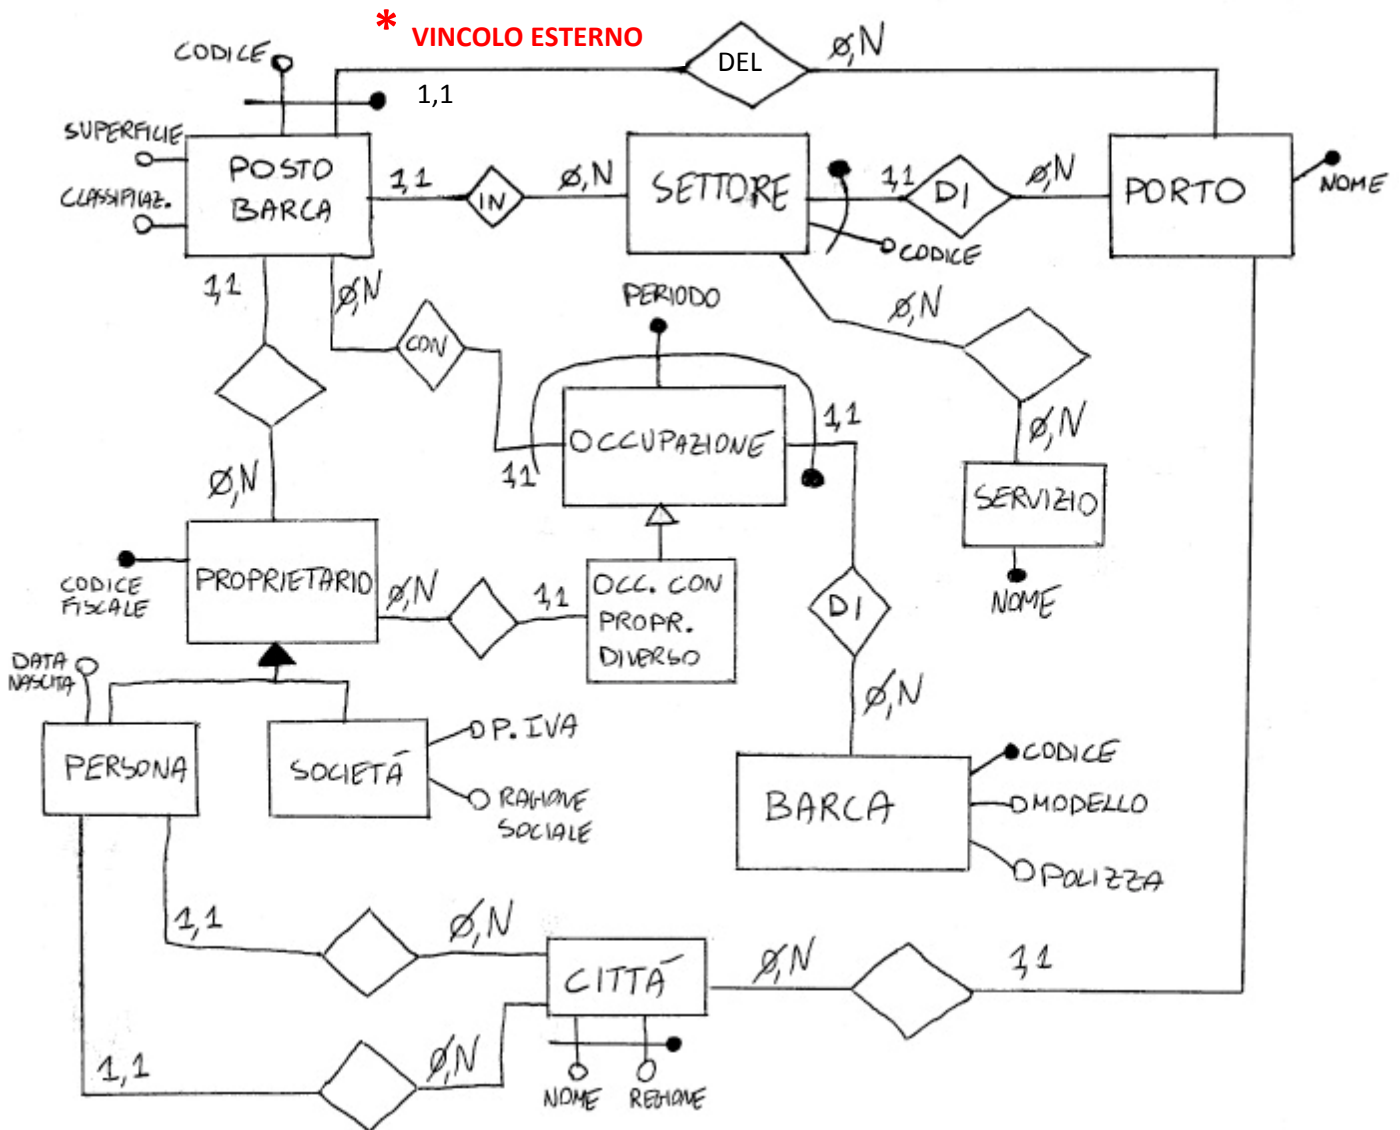 * VINCOLO ESTERNO
CODICE
DEL
Ø,N
1,1
SUPERFICIE
CLASSIFICAZ.
POSTO
BARCA
1,1
IN
Ø,N
SETTORE
1,1
DI
Ø,N
PORTO
NOME
CODICE
1,1
Ø,N
PERIODO
Ø,N
CON
1,1
OCCUPAZIONE
1,1
Ø,N
Ø,N
SERVIZIO
NOME
CODICE
FISCALE
PROPRIETARIO
Ø,N
1,1
OCC. CON
PROPR.
DIVERSO
DI
Ø,N
DATA
NASCITA
PERSONA
SOCIETÁ
P. IVA
RAGIONE
SOCIALE
BARCA
CODICE
MODELLO
POLIZZA
1,1
Ø,N
CITTÁ
Ø,N
1,1
1,1
Ø,N
NOME
REGIONE